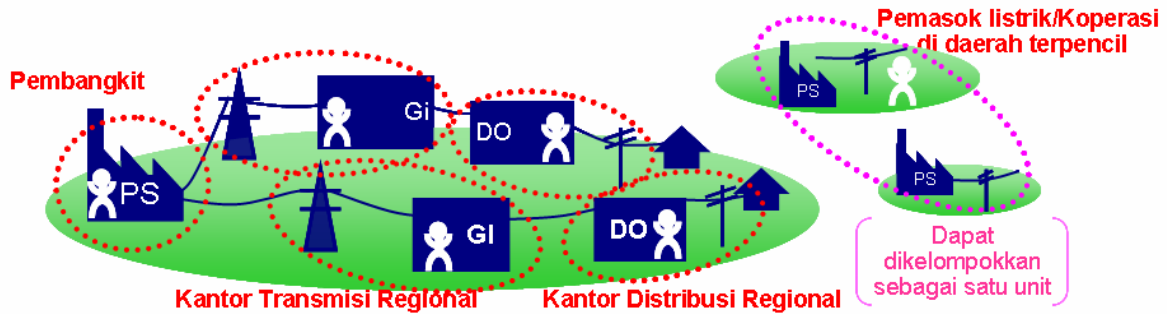 Pemasok listrik/Koperasi
di daerah terpencil
Pembangkit
PS
Gi
DO
PS
GI
DO
PS
Kantor Transmisi Regional
Kantor Distribusi Regional
Dapat
dikelompokkan
sebagai satu unit